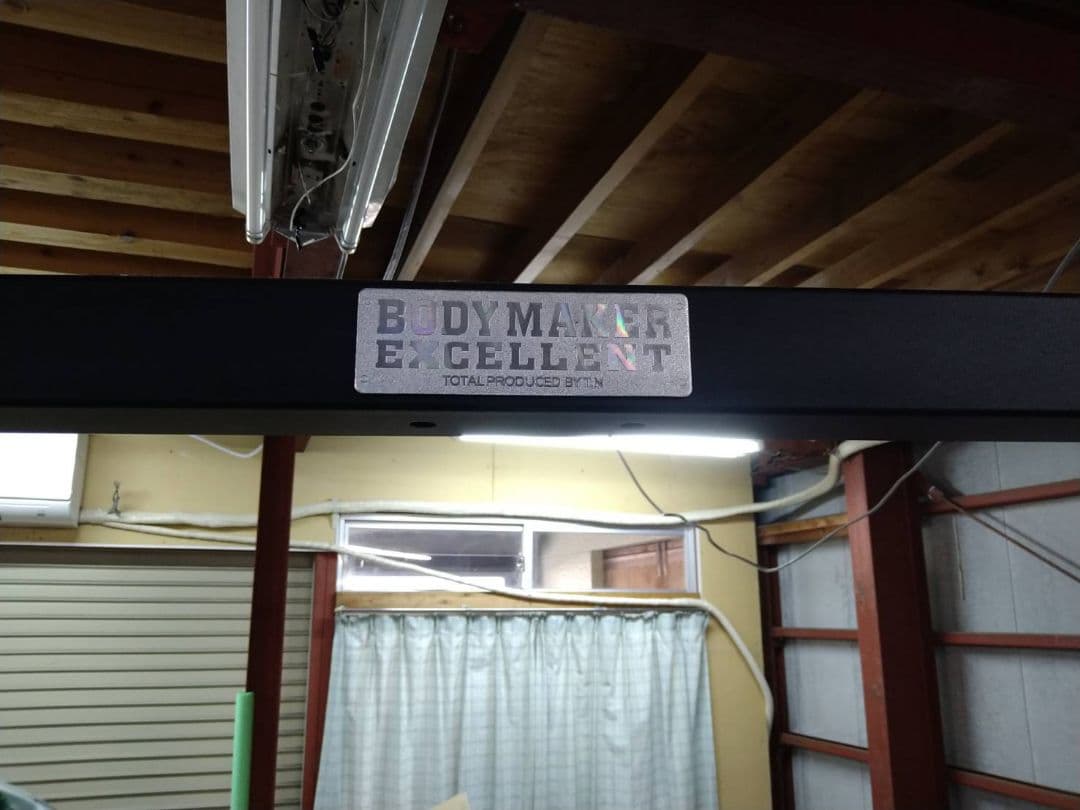 BODYMAKER
EXCELLENT
TOTAL PRODUCED BY T.N